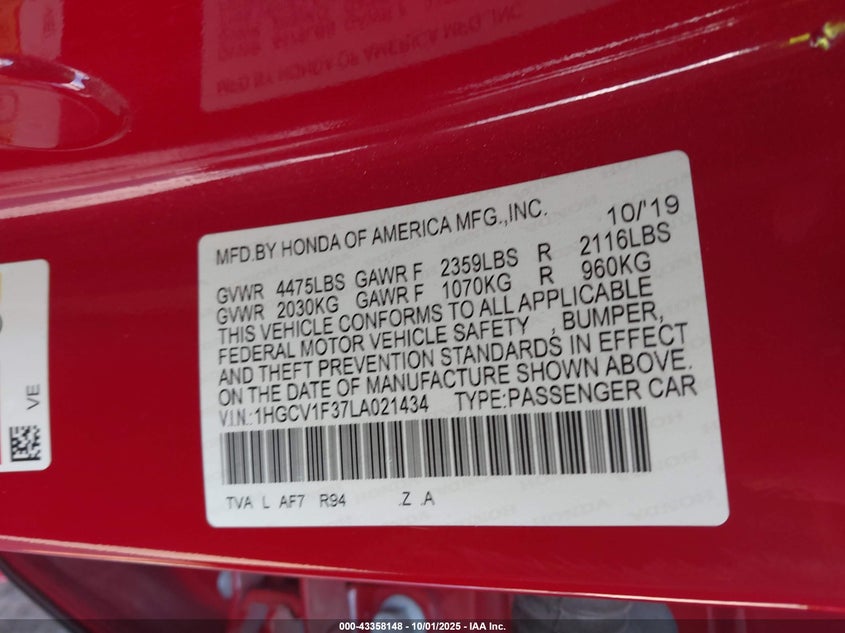 MFD.BY HONDA OF AMERICA MFG.,INC. 10/'19
GVWR 4475LBS GAWR F 2359LBS R 2116LBS
GVWR 2030KG GAWR F 1070KG R 960KG
THIS VEHICLE CONFORMS TO ALL APPLICABLE
FEDERAL MOTOR VEHICLE SAFETY , BUMPER,
AND THEFT PREVENTION STANDARDS IN EFFECT
ON THE DATE OF MANUFACTURE SHOWN ABOVE.
V.I.N.:1HGCV1F37LA021434 TYPE:PASSENGER CAR
TVA L AF7 R94 .Z .A
VE
000-43358148 - 10/01/2025 - IAA Inc.